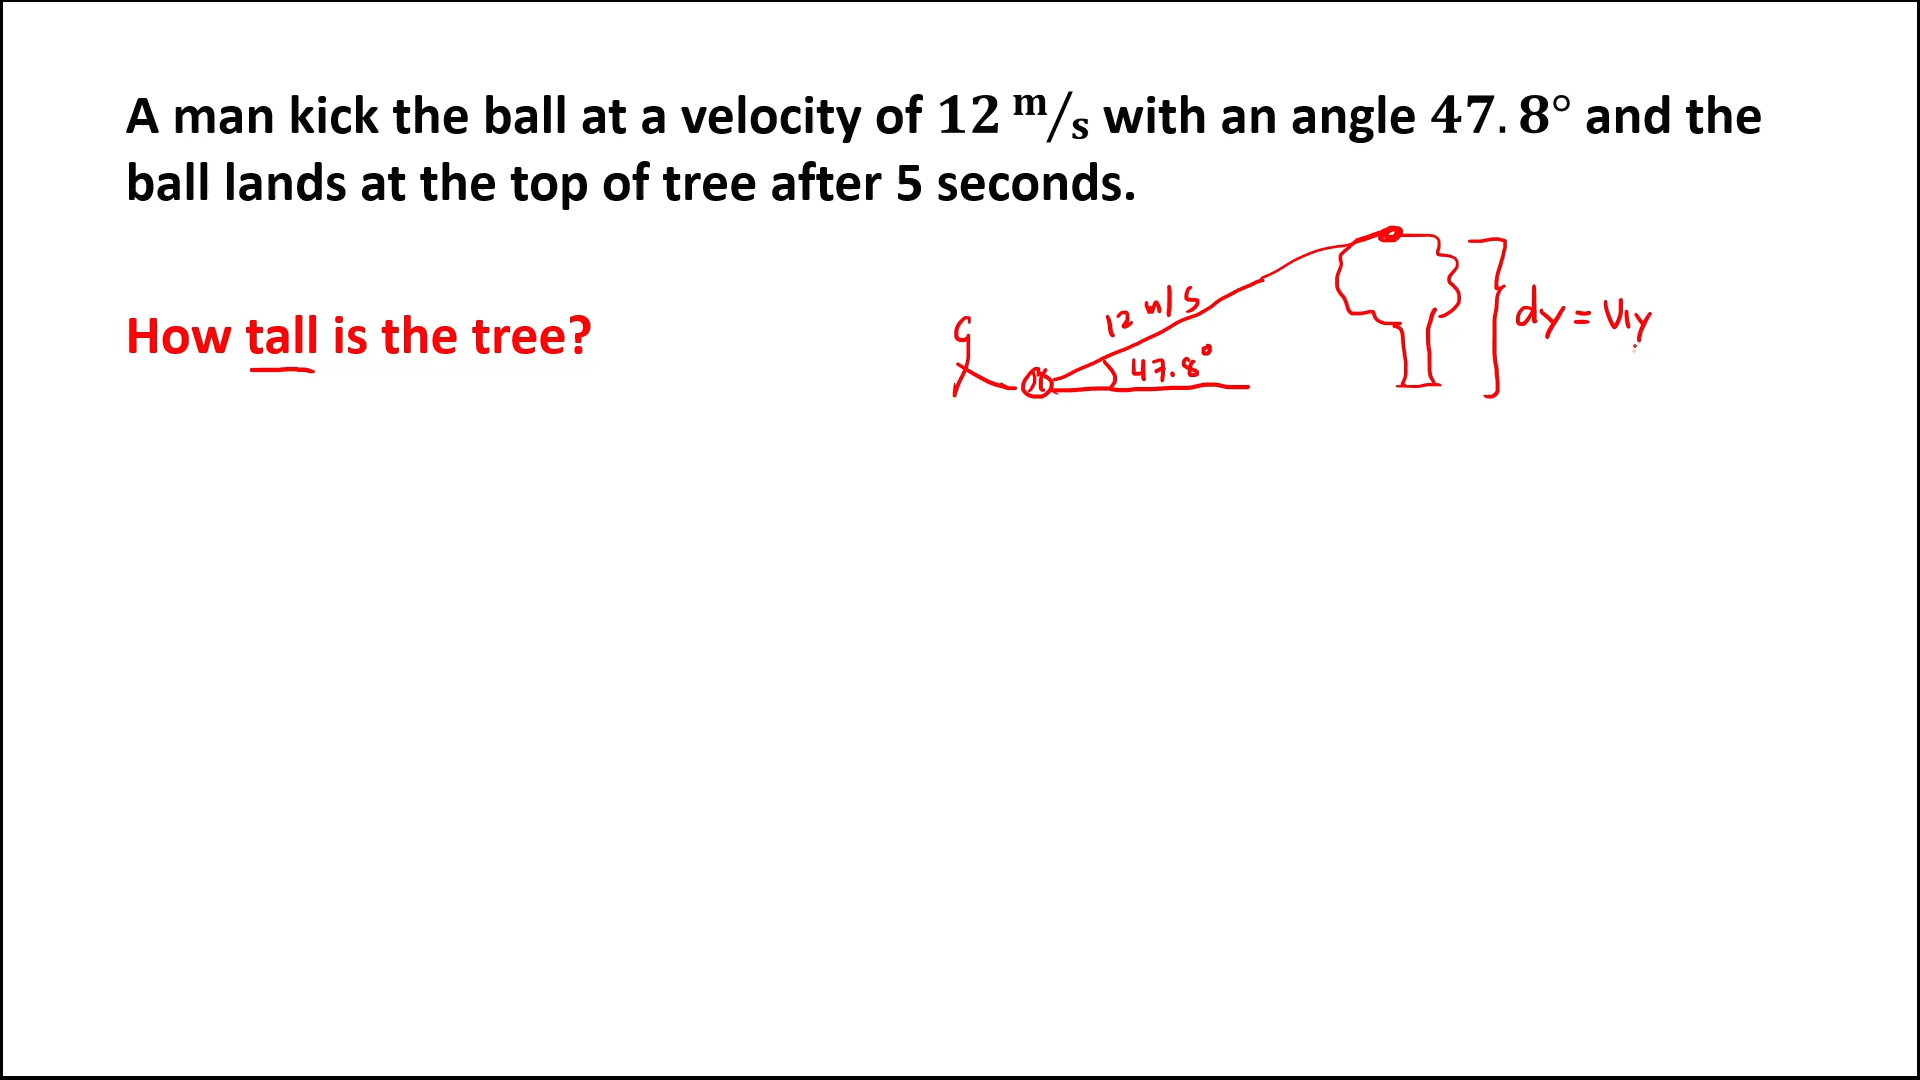 A man kick the ball at a velocity of 12 m/s with an angle 47.8° and the
ball lands at the top of tree after 5 seconds.
How tall is the tree?
12 m/s
47.8°
dy = V1y